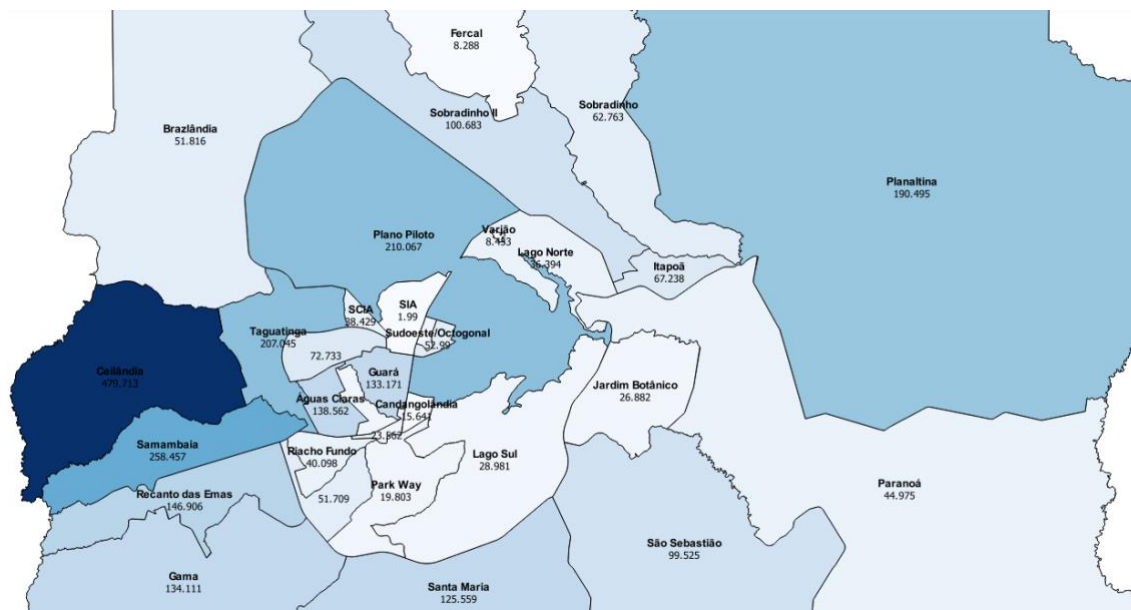 Fercal
8.288
Sobradinho II
100.683
Sobradinho
62.763
Brazlândia
51.816
Planaltina
190.495
Plano Piloto
210.067
Varjão
8.453
Lago Norte
36.394
Itapoã
67.238
SCIA
38.429
SIA
1.99
Taguatinga
207.045
Sudoeste/Octogonal
52.99
72.733
Guará
133.171
Ceilândia
479.713
Jardim Botânico
26.882
Águas Claras
138.562
Candangolândia
15.641
23.562
Samambaia
258.457
Riacho Fundo
40.098
Lago Sul
28.981
Park Way
19.803
Paranoá
44.975
Recanto das Emas
146.906
51.709
São Sebastião
99.525
Gama
134.111
Santa Maria
125.559